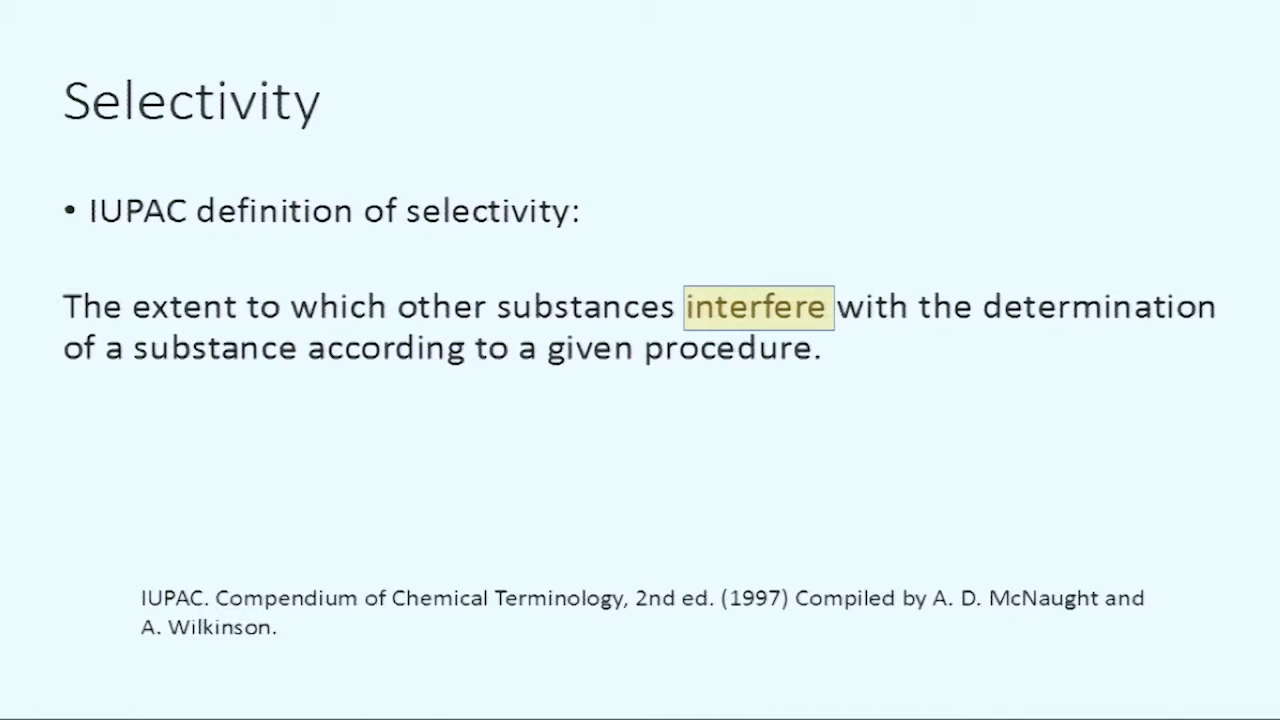 Selectivity
• IUPAC definition of selectivity:
The extent to which other substances interfere with the determination
of a substance according to a given procedure.
IUPAC. Compendium of Chemical Terminology, 2nd ed. (1997) Compiled by A. D. McNaught and
A. Wilkinson.